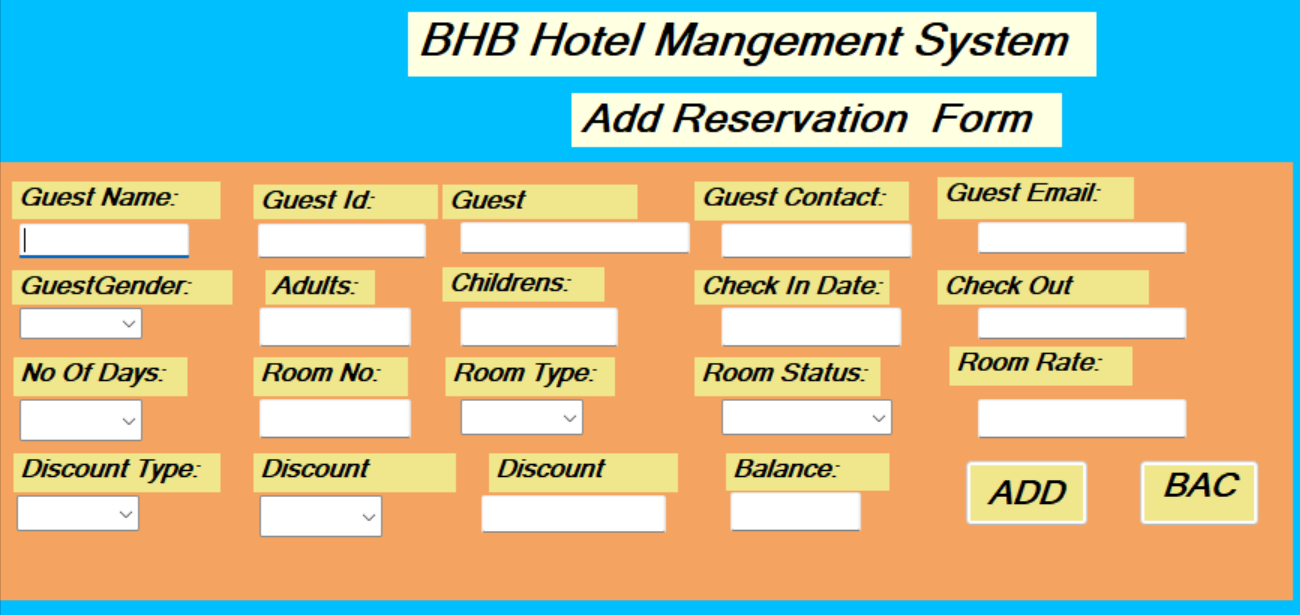 BHB Hotel Mangement System
Add Reservation Form
Guest Name: Guest Id: Guest Guest Contact: Guest Email:
GuestGender: Adults: Childrens: Check In Date: Check Out
No Of Days: Room No: Room Type: Room Status: Room Rate:
Discount Type: Discount Discount Balance: ADD BAC